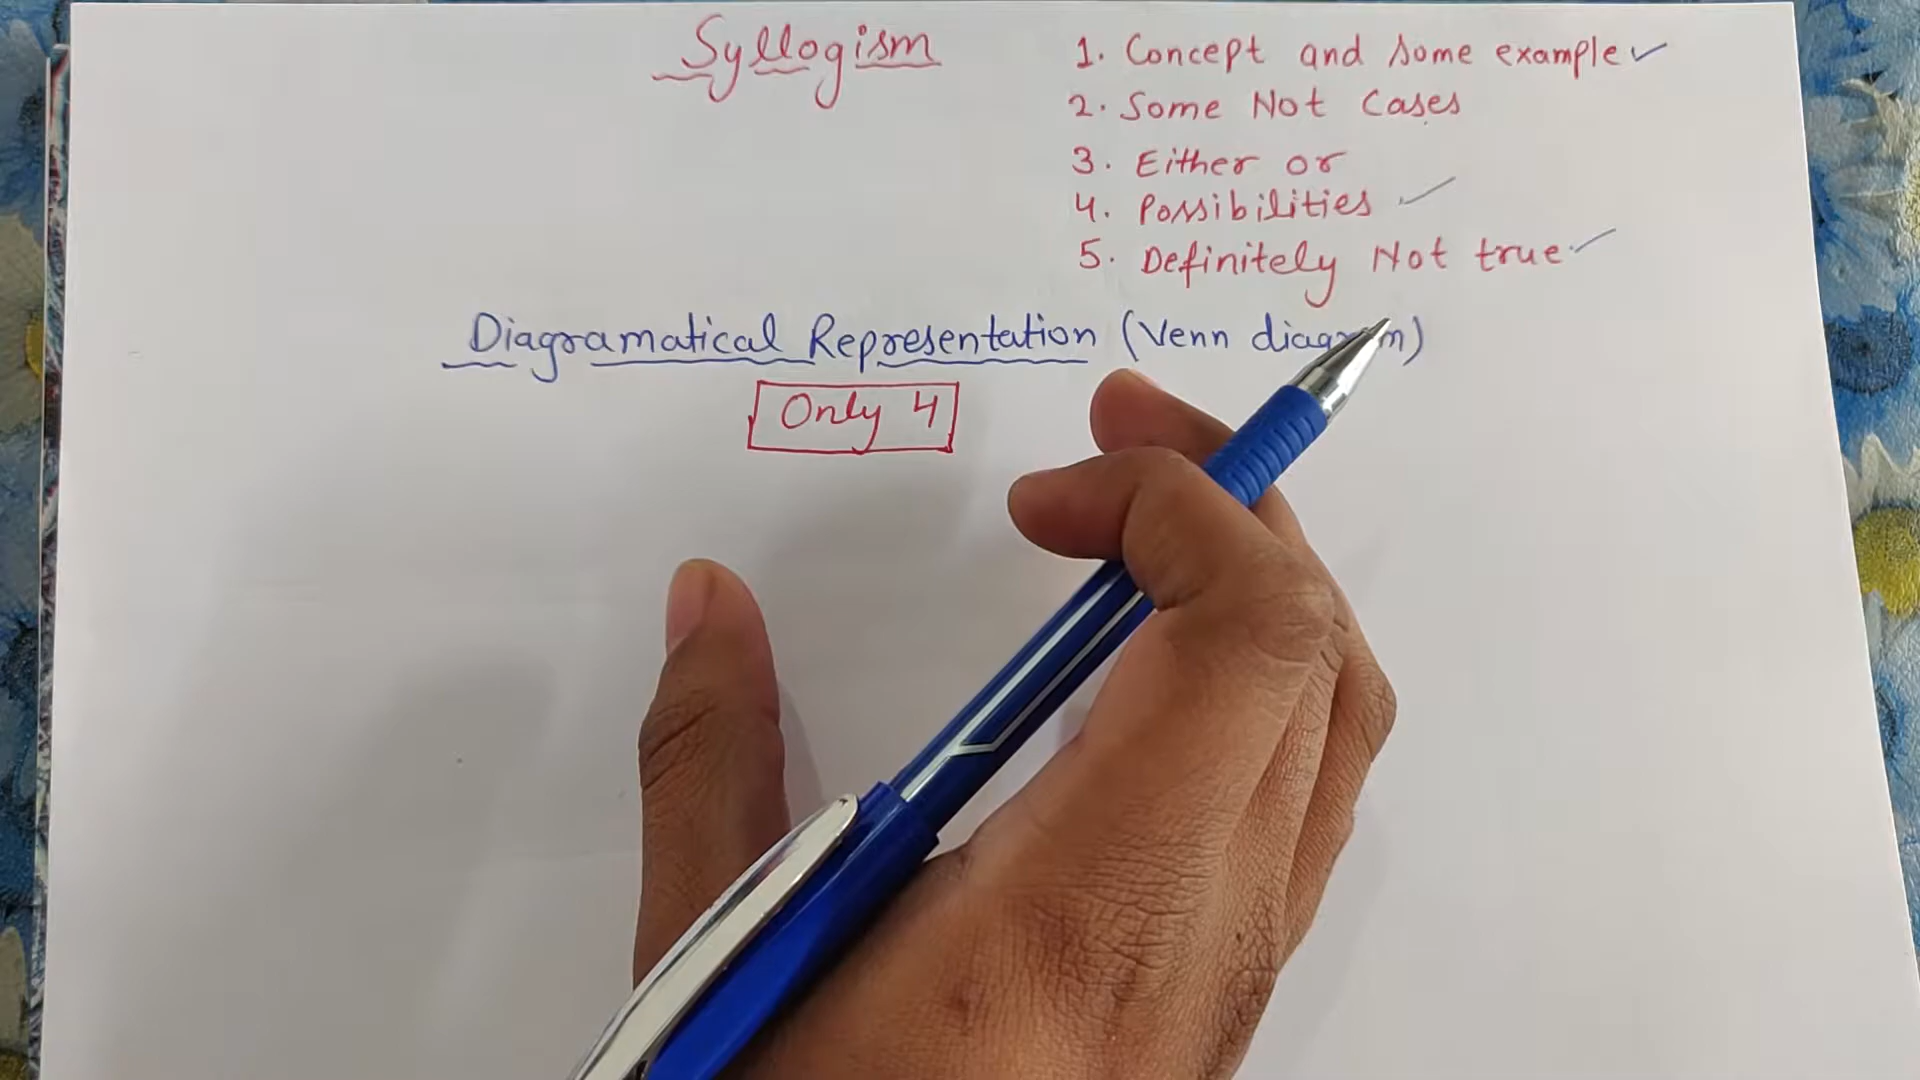 Syllogism
1. Concept and some example
2. Some Not Cases
3. Either or
4. Possibilities
5. Definitely Not true
Diagramatical Representation (Venn diagram)
Only 4